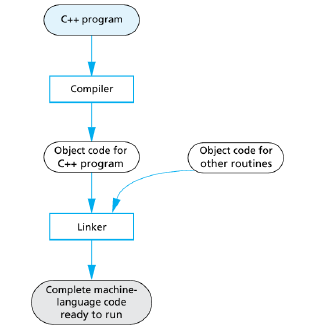 C++ program
Compiler
Object code for
C++ program
Object code for
other routines
Linker
Complete machine-
language code
ready to run